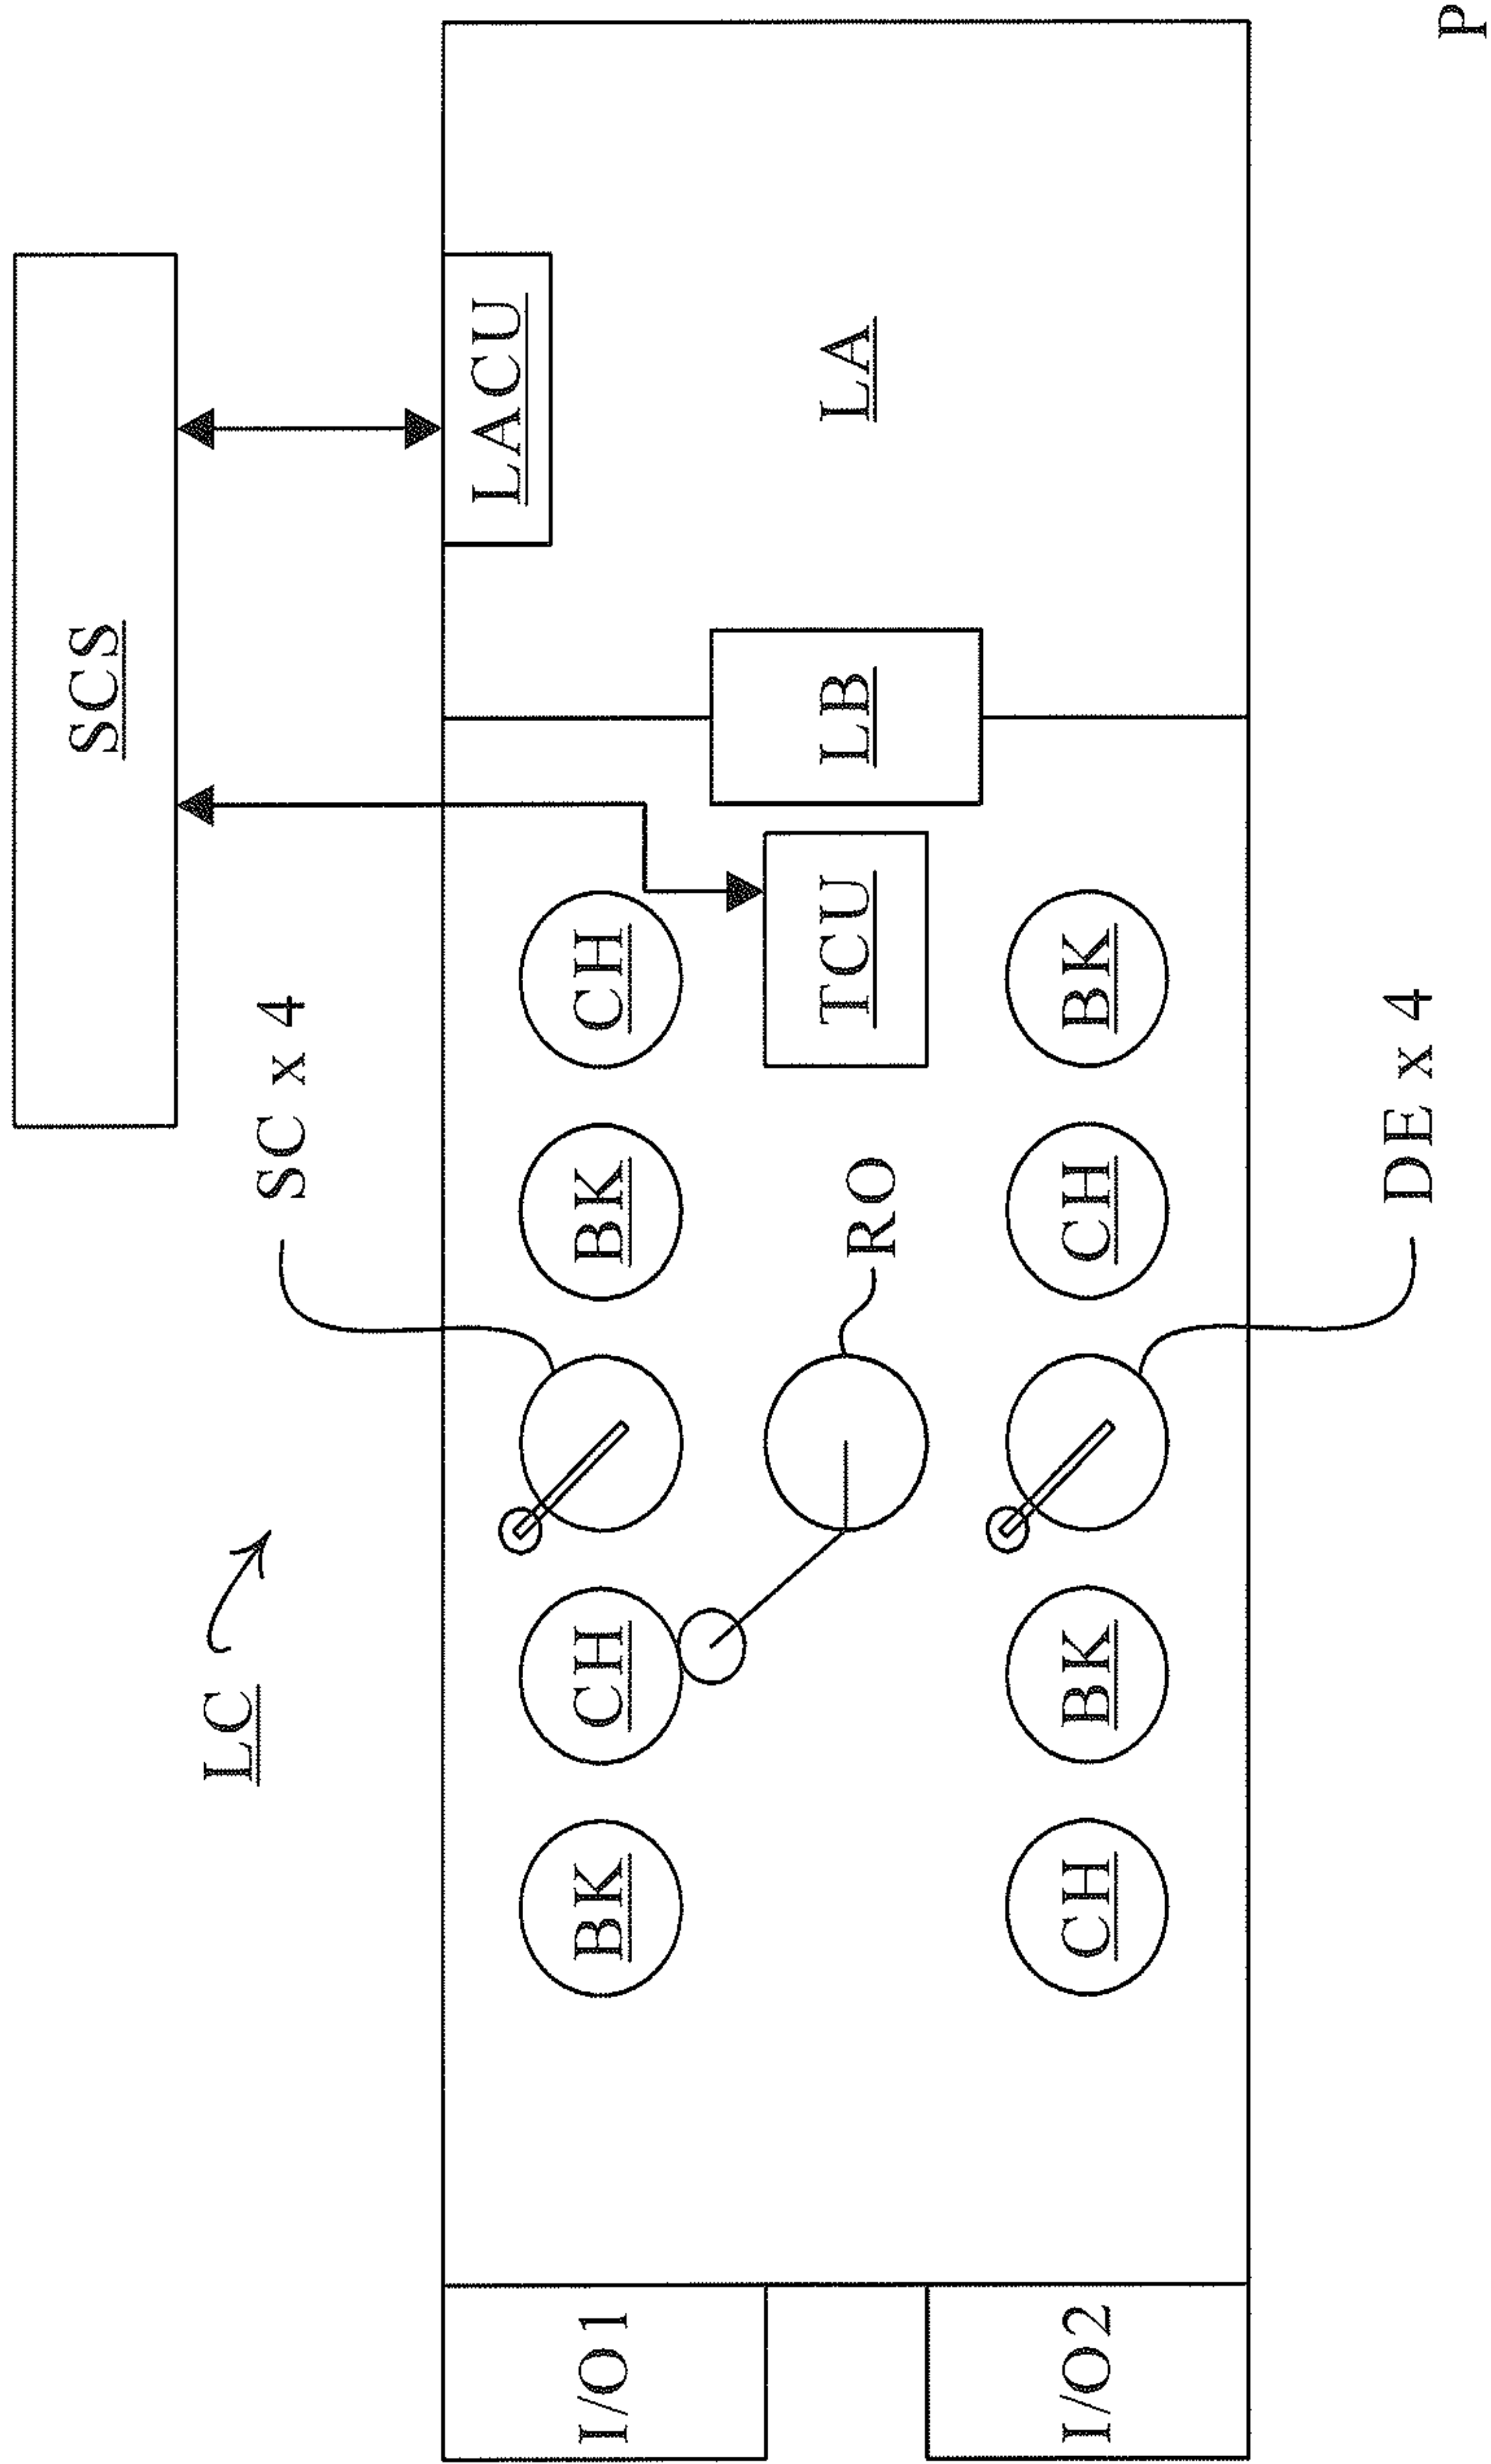 SCS
LC
SC x 4
LACU
I/O1
BK
CH
BK
CH
RO
TCU
LB
LA
I/O2
CH
BK
CH
BK
DE x 4
P